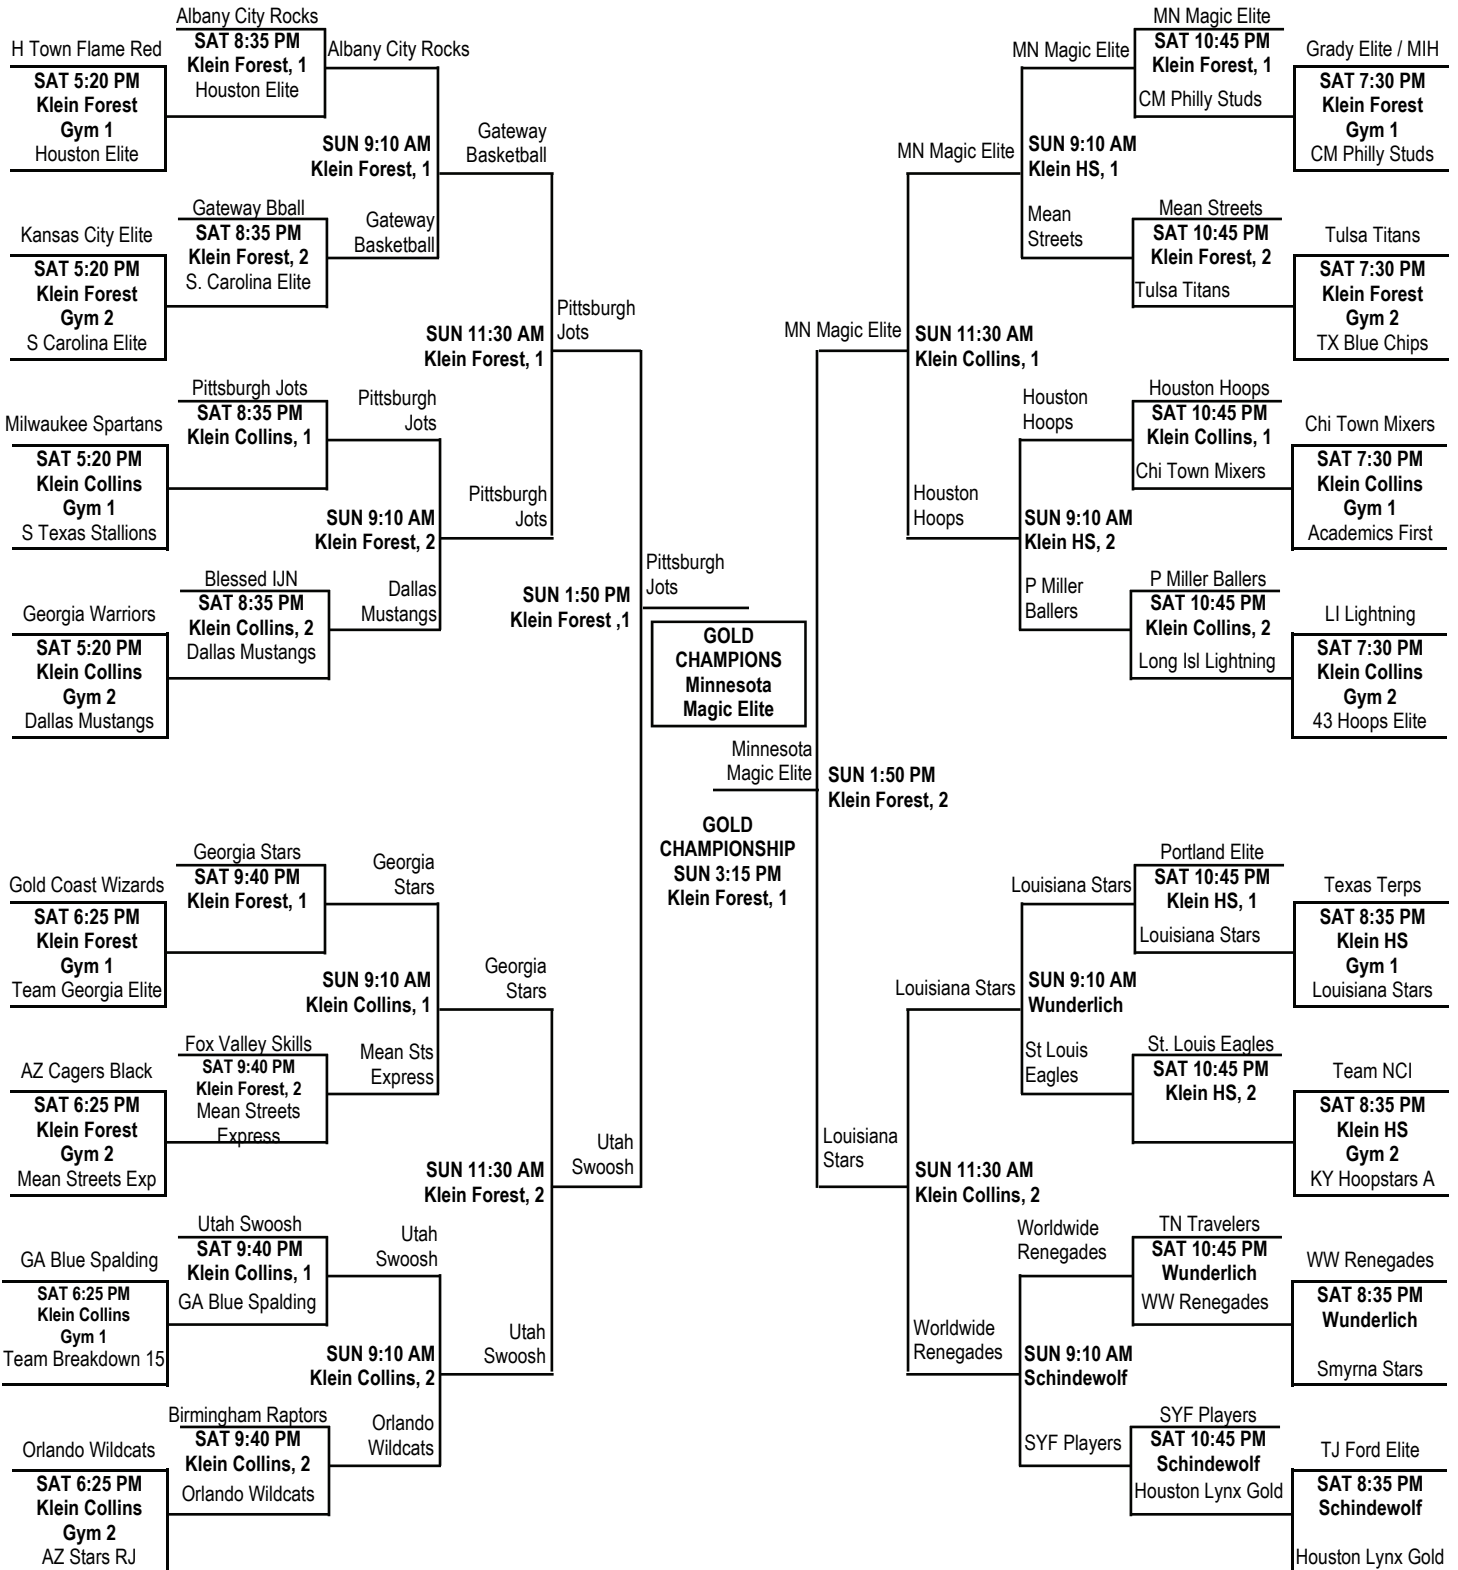 Albany City Rocks
H Town Flame Red
SAT 8:35 PM
Klein Forest, 1
Houston Elite
Albany City Rocks
SAT 5:20 PM
Klein Forest
Gym 1
Houston Elite
SUN 9:10 AM
Klein Forest, 1
Gateway
Basketball
Gateway Bball
Kansas City Elite
SAT 8:35 PM
Klein Forest, 2
S. Carolina Elite
Gateway
Basketball
SAT 5:20 PM
Klein Forest
Gym 2
S Carolina Elite
Pittsburgh
Jots
SUN 11:30 AM
Klein Forest, 1
Pittsburgh Jots
Milwaukee Spartans
SAT 8:35 PM
Klein Collins, 1
Pittsburgh
Jots
SAT 5:20 PM
Klein Collins
Gym 1
S Texas Stallions
SUN 9:10 AM
Klein Forest, 2
Pittsburgh
Jots
Blessed IJN
Georgia Warriors
SAT 8:35 PM
Klein Collins, 2
Dallas Mustangs
Dallas
Mustangs
SAT 5:20 PM
Klein Collins
Gym 2
Dallas Mustangs
SUN 1:50 PM
Klein Forest ,1
Pittsburgh
Jots
GOLD
CHAMPIONS
Minnesota
Magic Elite
Minnesota
Magic Elite
SUN 1:50 PM
Klein Forest, 2
GOLD
CHAMPIONSHIP
SUN 3:15 PM
Klein Forest, 1
Georgia Stars
Gold Coast Wizards
SAT 9:40 PM
Klein Forest, 1
Georgia
Stars
SAT 6:25 PM
Klein Forest
Gym 1
Team Georgia Elite
SUN 9:10 AM
Klein Collins, 1
Georgia
Stars
Fox Valley Skills
AZ Cagers Black
SAT 9:40 PM
Klein Forest, 2
Mean Streets
Express
Mean Sts
Express
SAT 6:25 PM
Klein Forest
Gym 2
Mean Streets Exp
SUN 11:30 AM
Klein Forest, 2
Utah
Swoosh
Utah Swoosh
GA Blue Spalding
SAT 9:40 PM
Klein Collins, 1
GA Blue Spalding
Utah
Swoosh
SAT 6:25 PM
Klein Collins
Gym 1
Team Breakdown 15
SUN 9:10 AM
Klein Collins, 2
Utah
Swoosh
Birmingham Raptors
Orlando Wildcats
SAT 9:40 PM
Klein Collins, 2
Orlando Wildcats
Orlando
Wildcats
SAT 6:25 PM
Klein Collins
Gym 2
AZ Stars RJ
MN Magic Elite
MN Magic Elite
SAT 10:45 PM
Klein Forest, 1
CM Philly Studs
Grady Elite / MIH
SAT 7:30 PM
Klein Forest
Gym 1
CM Philly Studs
MN Magic Elite
SUN 9:10 AM
Klein HS, 1
Mean
Streets
Mean Streets
SAT 10:45 PM
Klein Forest, 2
Tulsa Titans
Tulsa Titans
SAT 7:30 PM
Klein Forest
Gym 2
TX Blue Chips
MN Magic Elite
SUN 11:30 AM
Klein Collins, 1
Houston
Hoops
Houston Hoops
SAT 10:45 PM
Klein Collins, 1
Chi Town Mixers
Chi Town Mixers
SAT 7:30 PM
Klein Collins
Gym 1
Academics First
Houston
Hoops
SUN 9:10 AM
Klein HS, 2
P Miller
Ballers
P Miller Ballers
SAT 10:45 PM
Klein Collins, 2
Long Isl Lightning
LI Lightning
SAT 7:30 PM
Klein Collins
Gym 2
43 Hoops Elite
Louisiana Stars
Portland Elite
SAT 10:45 PM
Klein HS, 1
Louisiana Stars
Texas Terps
SAT 8:35 PM
Klein HS
Gym 1
Louisiana Stars
Louisiana Stars
SUN 9:10 AM
Wunderlich
St Louis
Eagles
St. Louis Eagles
SAT 10:45 PM
Klein HS, 2
Team NCI
SAT 8:35 PM
Klein HS
Gym 2
KY Hoopstars A
Louisiana
Stars
SUN 11:30 AM
Klein Collins, 2
Worldwide
Renegades
TN Travelers
SAT 10:45 PM
Wunderlich
WW Renegades
WW Renegades
SAT 8:35 PM
Wunderlich
Smyrna Stars
Worldwide
Renegades
SUN 9:10 AM
Schindewolf
SYF Players
SYF Players
SAT 10:45 PM
Schindewolf
Houston Lynx Gold
TJ Ford Elite
SAT 8:35 PM
Schindewolf
Houston Lynx Gold